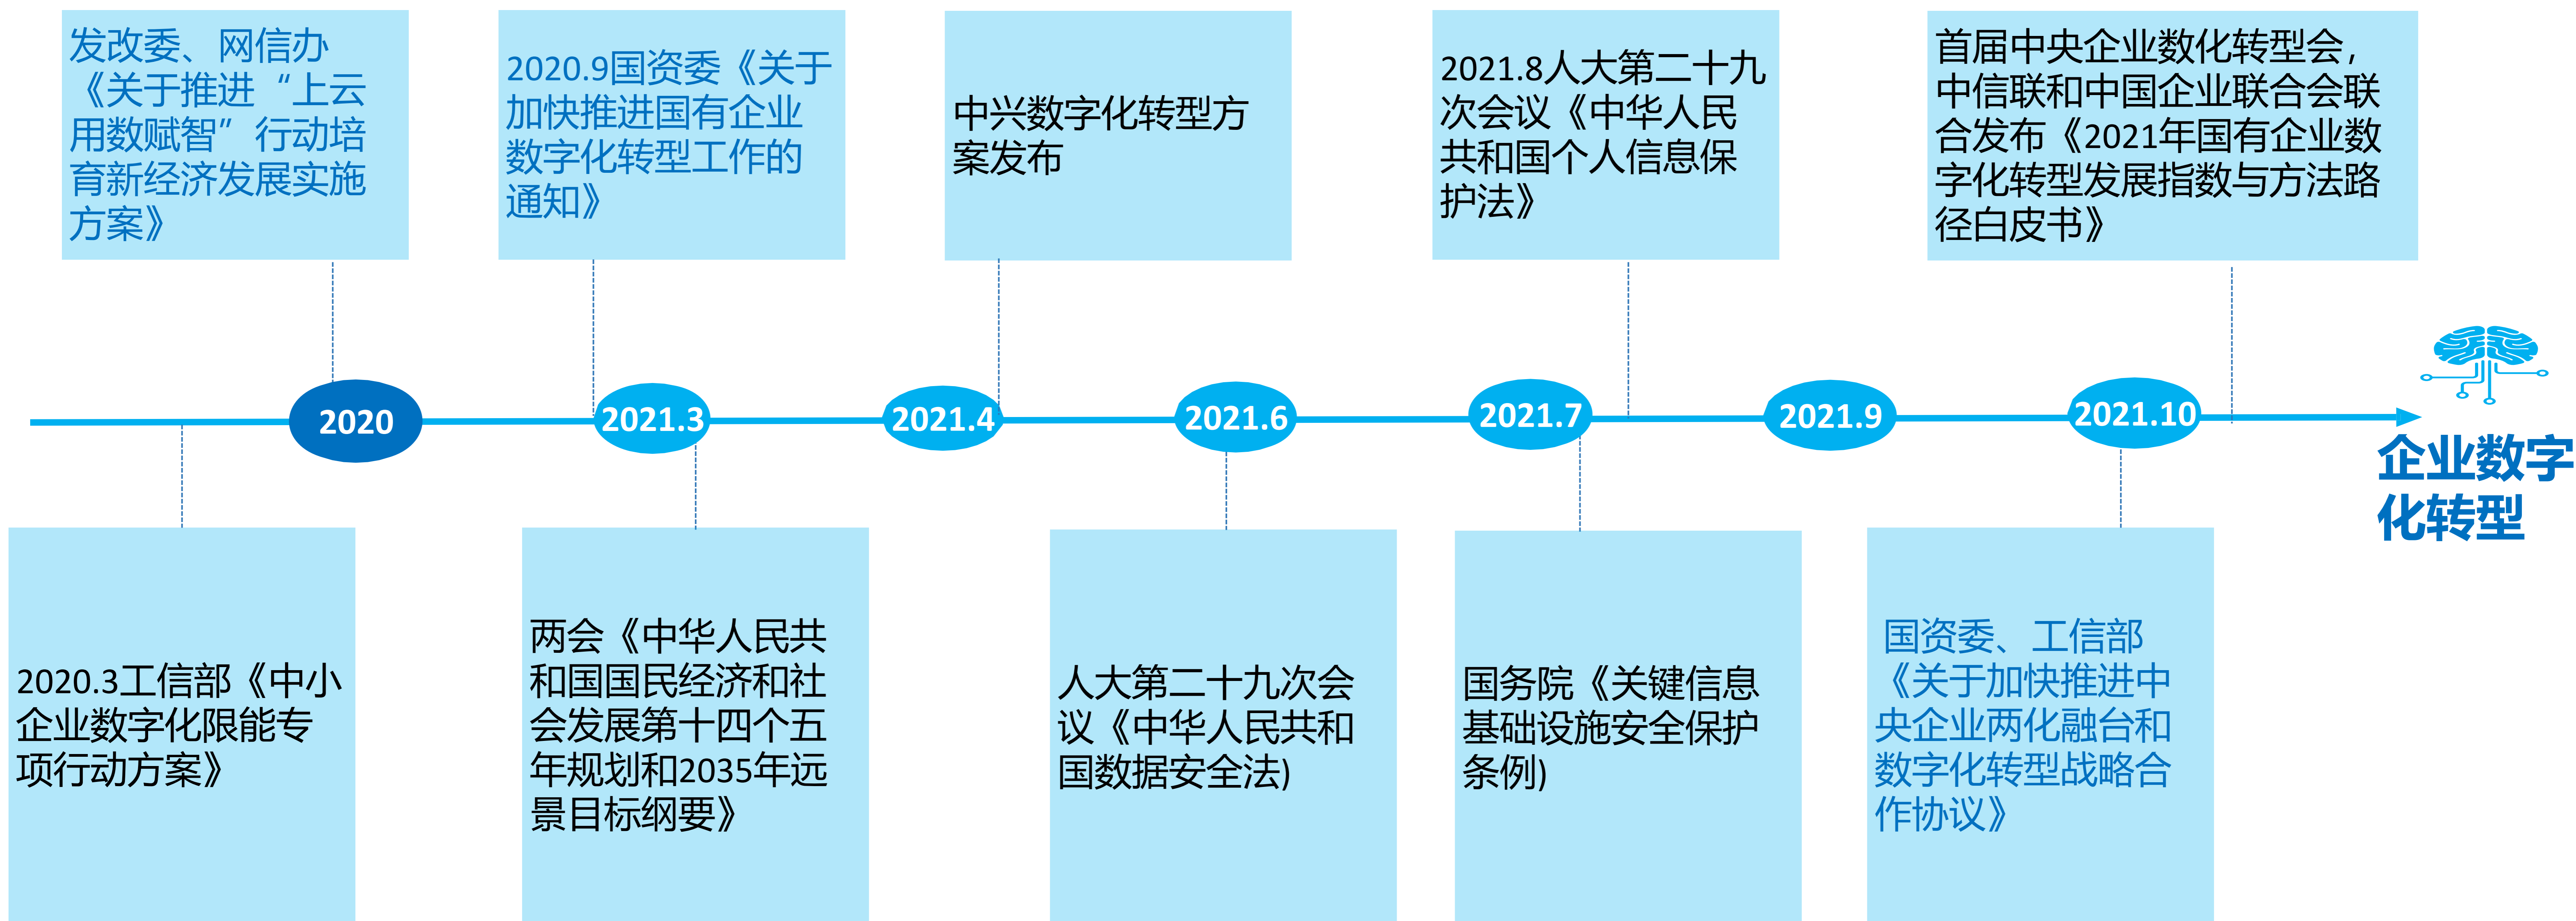 发改委、网信办
《关于推进“上云
用数赋智”行动培
育新经济发展实施
方案》
2020.9国资委《关于
加快推进国有企业
数字化转型工作的
通知》
中兴数字化转型方
案发布
2021.8人大第二十九
次会议《中华人民
共和国个人信息保
护法》
首届中央企业数化转型会，
中信联和中国企业联合会联
合发布《2021年国有企业数
字化转型发展指数与方法路
径白皮书》
2020
2021.3
2021.4
2021.6
2021.7
2021.9
2021.10
企业数字
化转型
2020.3工信部《中小
企业数字化限能专
项行动方案》
两会《中华人民共
和国国民经济和社
会发展第十四个五
年规划和2035年远
景目标纲要》
人大第二十九次会
议《中华人民共和
国数据安全法)
国务院《关键信息
基础设施安全保护
条例)
国资委、工信部
《关于加快推进中
央企业两化融台和
数字化转型战略合
作协议》